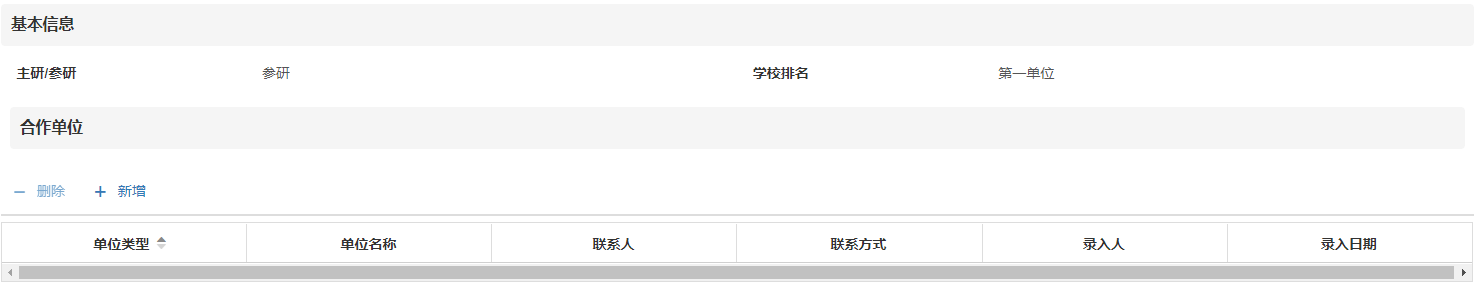 基本信息
主研/参研 参研 学校排名 第一单位
合作单位
删除 新增
单位类型 单位名称 联系人 联系方式 录入人 录入日期